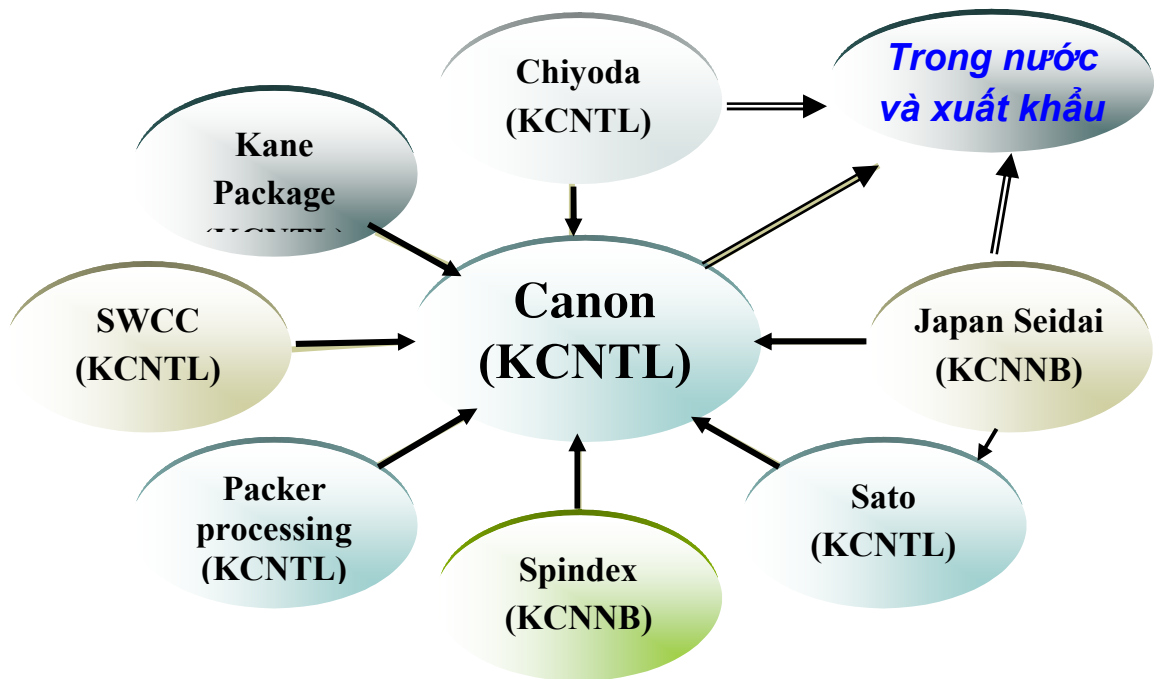 Chiyoda
(KCNTL)
Trong nước
và xuất khẩu
Kane
Package
Canon
(KCNTL)
SWCC
(KCNTL)
Japan Seidai
(KCNNB)
Packer
processing
(KCNTL)
Spindex
(KCNNB)
Sato
(KCNTL)